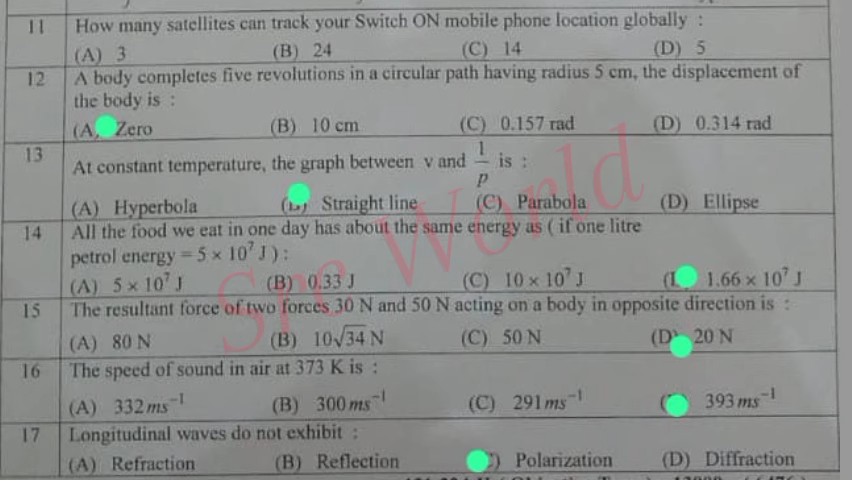 11 How many satellites can track your Switch ON mobile phone location globally :
(A) 3 (B) 24 (C) 14 (D) 5
12 A body completes five revolutions in a circular path having radius 5 cm, the displacement of
the body is :
(A) Zero (B) 10 cm (C) 0.157 rad (D) 0.314 rad
13 At constant temperature, the graph between v and 1/p is :
(A) Hyperbola (B) Straight line (C) Parabola (D) Ellipse
14 All the food we eat in one day has about the same energy as ( if one litre
petrol energy = 5 × 10⁷ J ) :
(A) 5 × 10⁷ J (B) 0.33 J (C) 10 × 10⁷ J (D) 1.66 × 10⁷ J
15 The resultant force of two forces 30 N and 50 N acting on a body in opposite direction is :
(A) 80 N (B) 10√34 N (C) 50 N (D) 20 N
16 The speed of sound in air at 373 K is :
(A) 332 ms⁻¹ (B) 300 ms⁻¹ (C) 291 ms⁻¹ 393 ms⁻¹
17 Longitudinal waves do not exhibit :
(A) Refraction (B) Reflection (C) Polarization (D) Diffraction
World